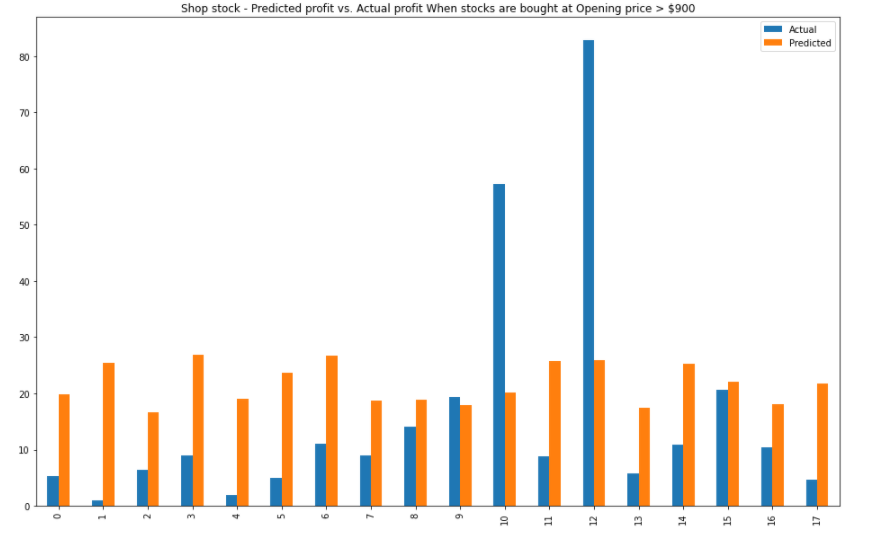 Shop stock - Predicted profit vs. Actual profit When stocks are bought at Opening price > $900
Actual
Predicted
80
70
60
50
40
30
20
10
0
0 1 2 3 4 5 6 7 8 9 10 11 12 13 14 15 16 17